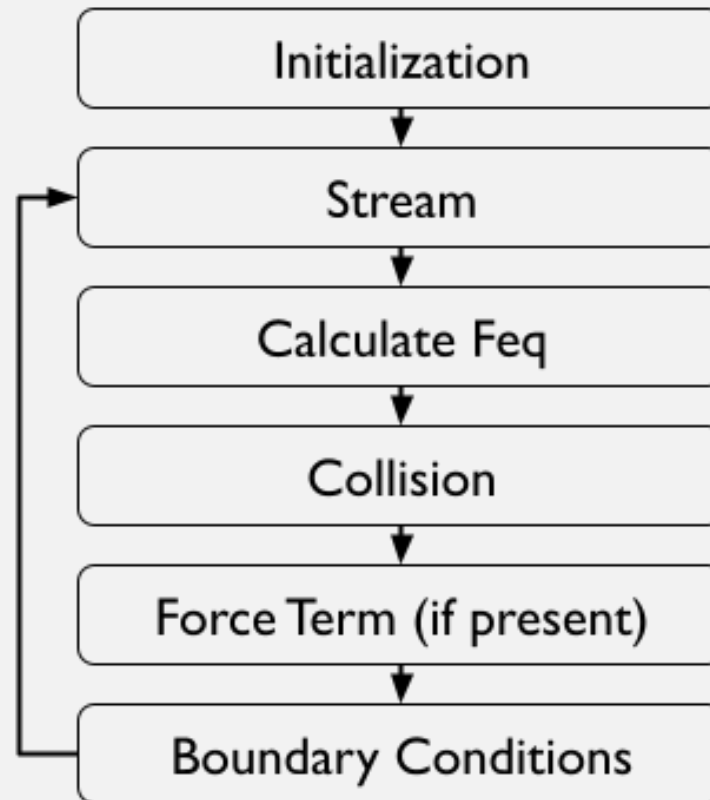 Initialization
Stream
Calculate Feq
Collision
Force Term (if present)
Boundary Conditions